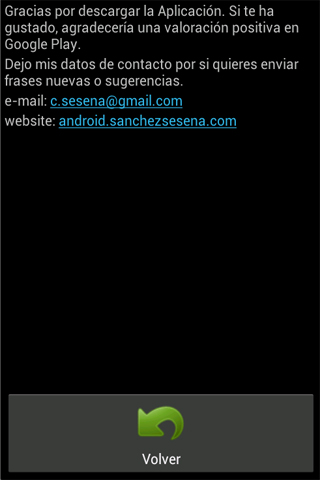 Gracias por descargar la Aplicación. Si te ha
gustado, agradecería una valoración positiva en
Google Play.
Dejo mis datos de contacto por si quieres enviar
frases nuevas o sugerencias.
e-mail: c.sesena@gmail.com
website: android.sanchezsesena.com
Volver